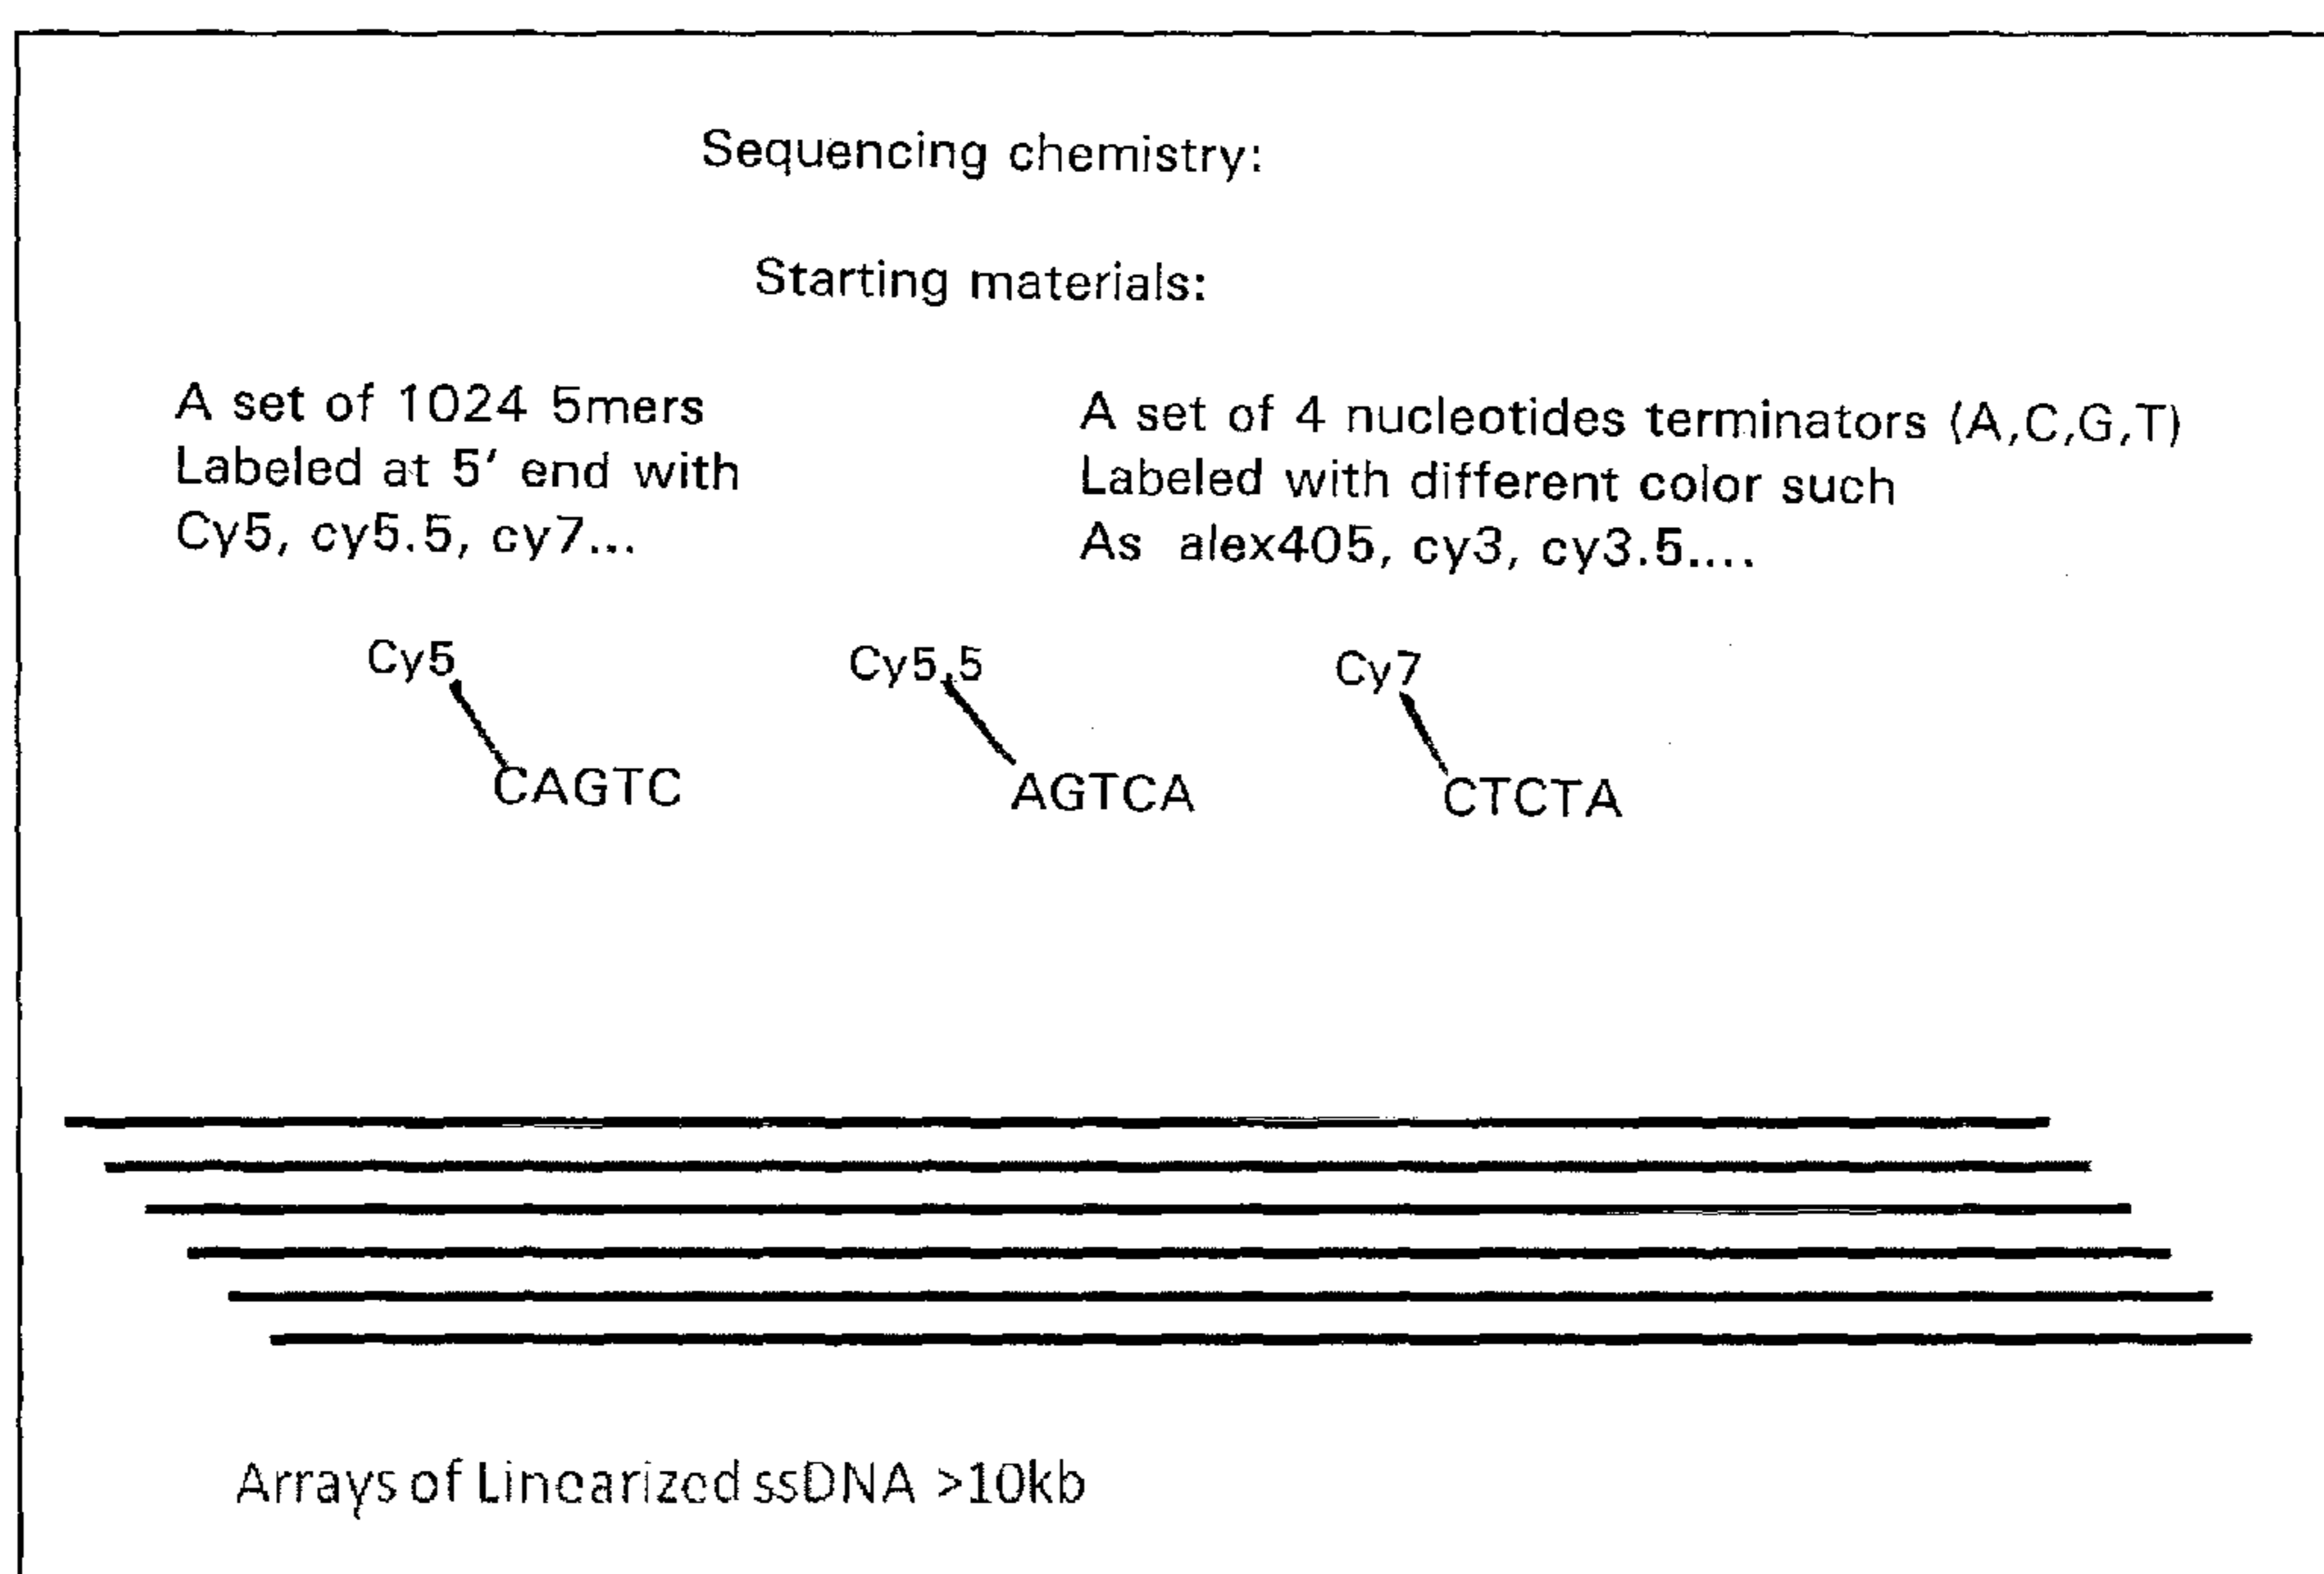 Sequencing chemistry:
Starting materials:
A set of 1024 5mers
Labeled at 5' end with
Cy5, cy5.5, cy7...
A set of 4 nucleotides terminators (A,C,G,T)
Labeled with different color such
As alex405, cy3, cy3.5....
Cy5
Cy5.5
Cy7
CAGTC
AGTCA
CTCTA
Arrays of Linearized ssDNA >10kb